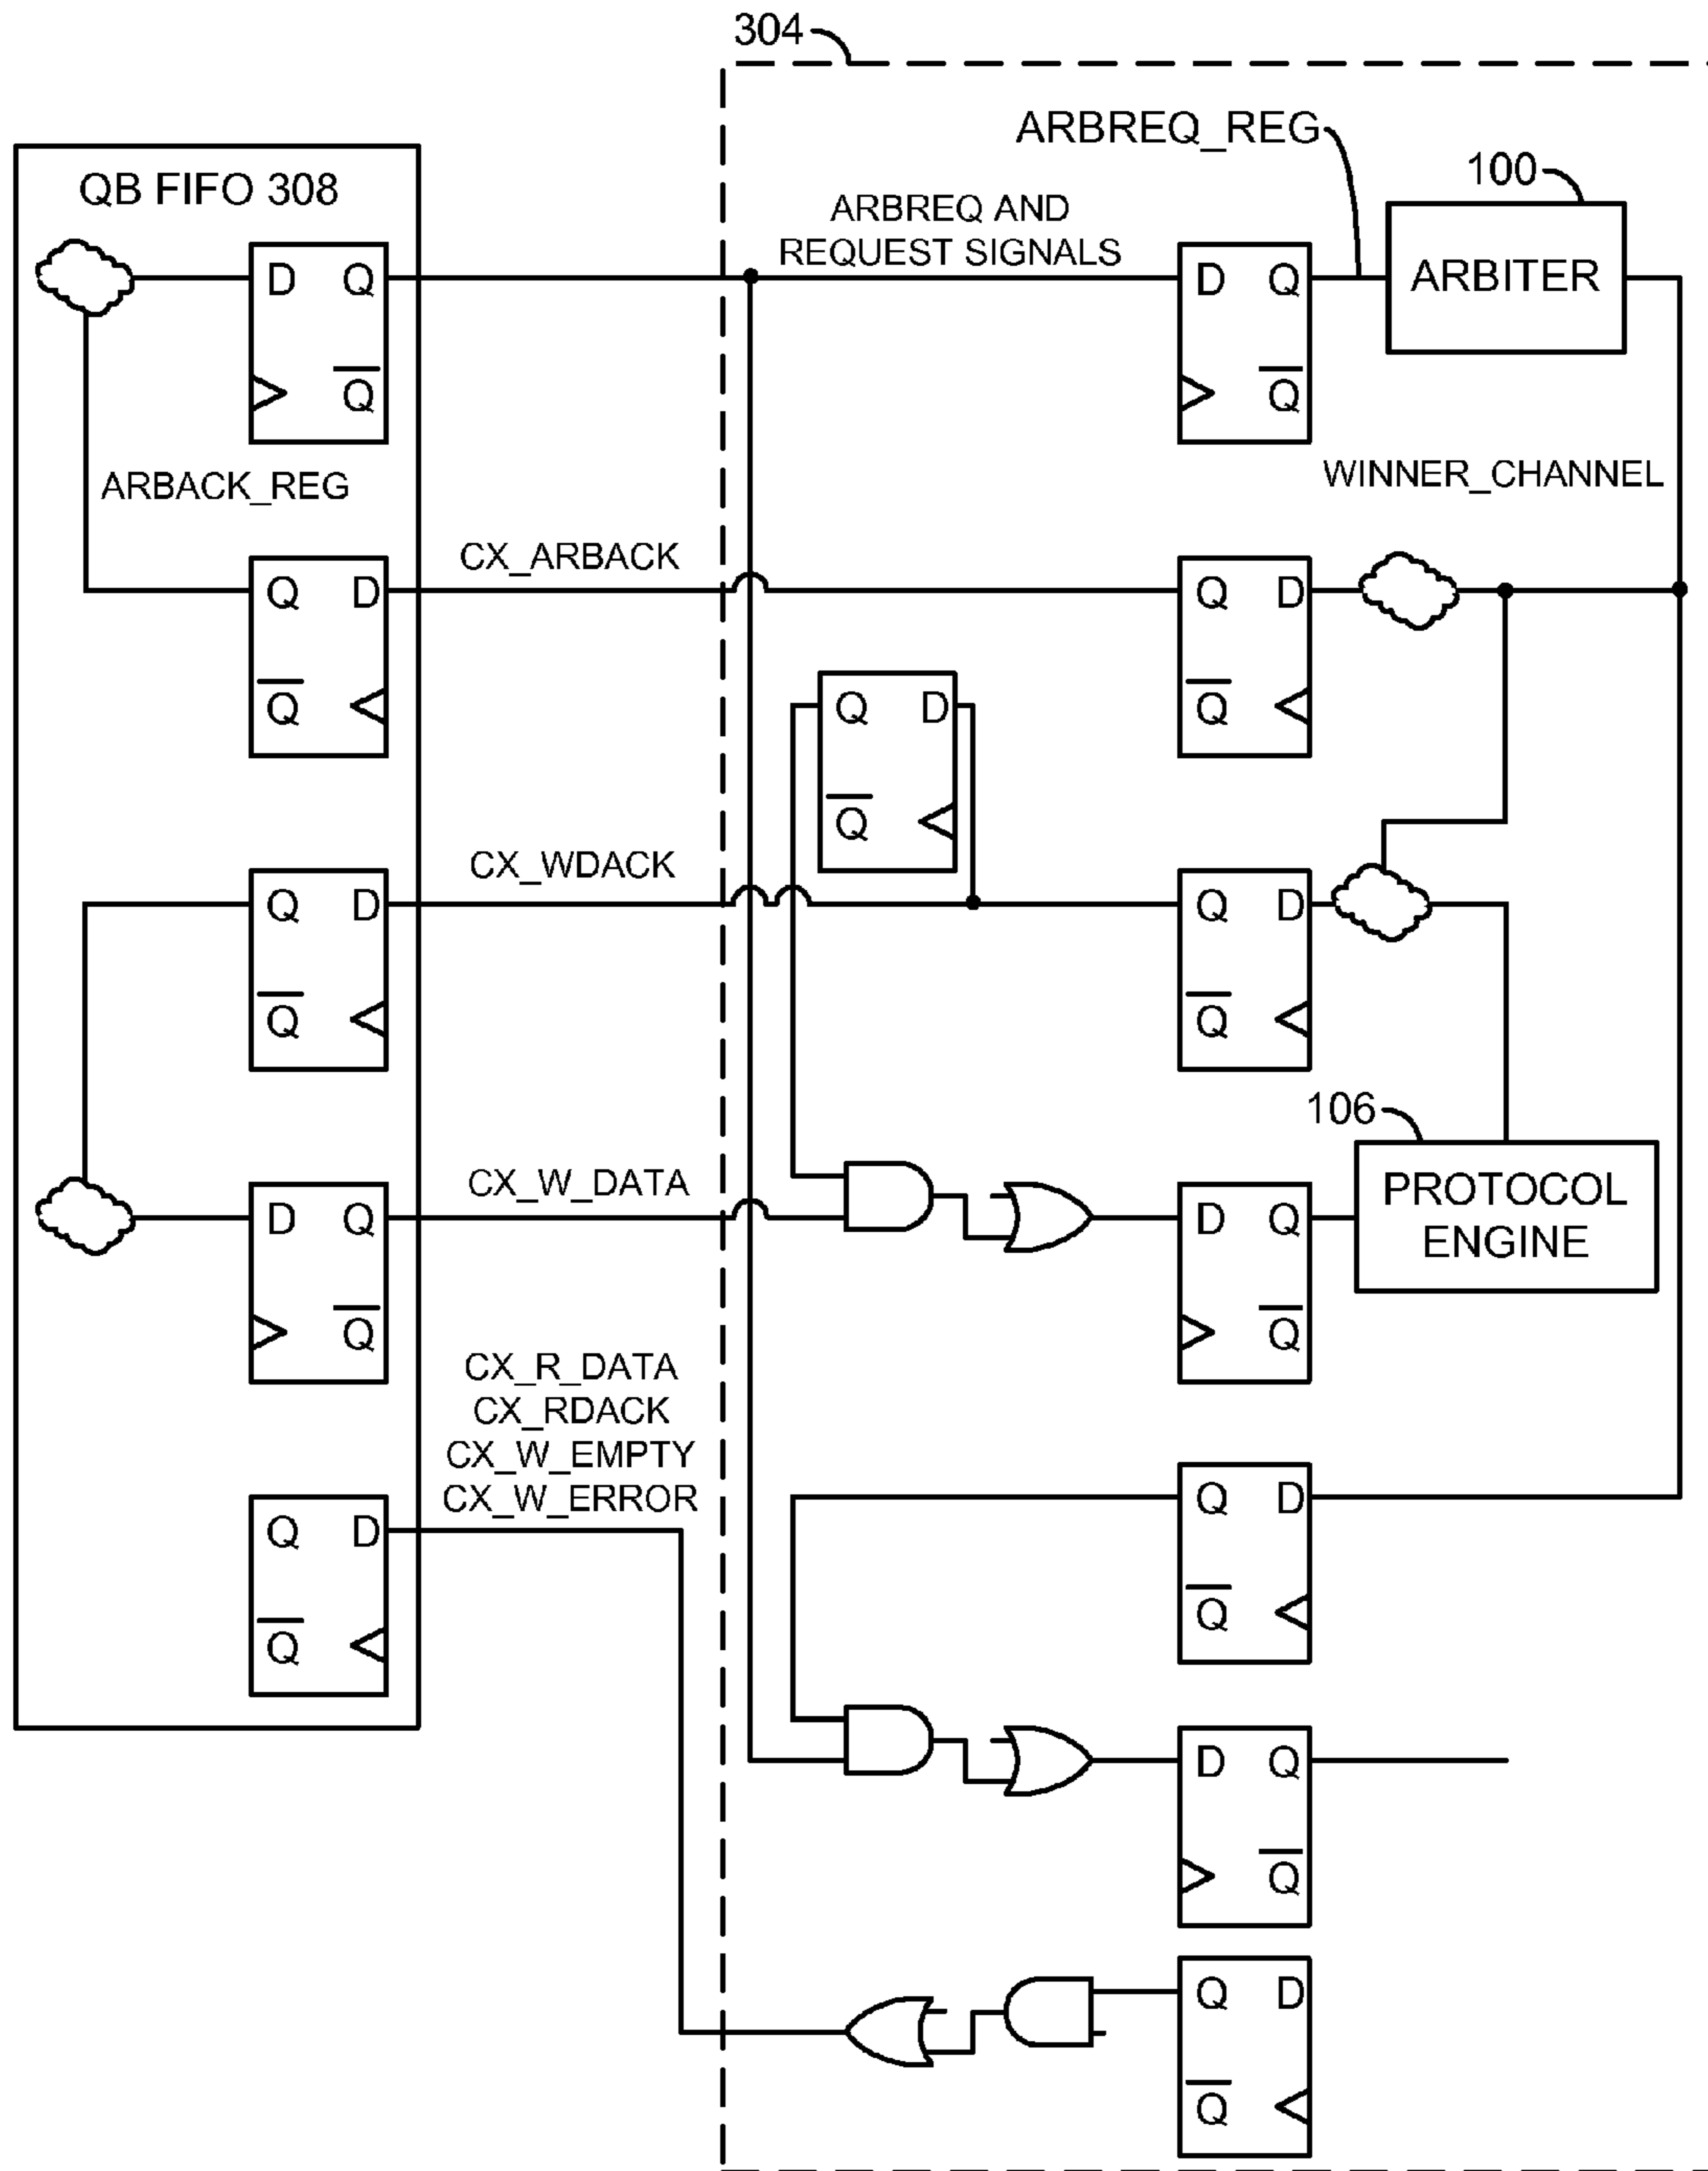 304
ARBREQ_REG
100
QB FIFO 308
ARBREQ AND
REQUEST SIGNALS
D Q
D Q
ARBITER
Q
Q
ARBACK_REG
WINNER_CHANNEL
CX_ARBACK
Q D
Q D
Q
Q
Q D
Q
CX_WDACK
Q D
Q D
Q
Q
106
CX_W_DATA
PROTOCOL
ENGINE
D Q
D Q
Q
Q
CX_R_DATA
CX_RDACK
CX_W_EMPTY
CX_W_ERROR
Q D
Q D
Q
Q
D Q
Q
Q D
Q